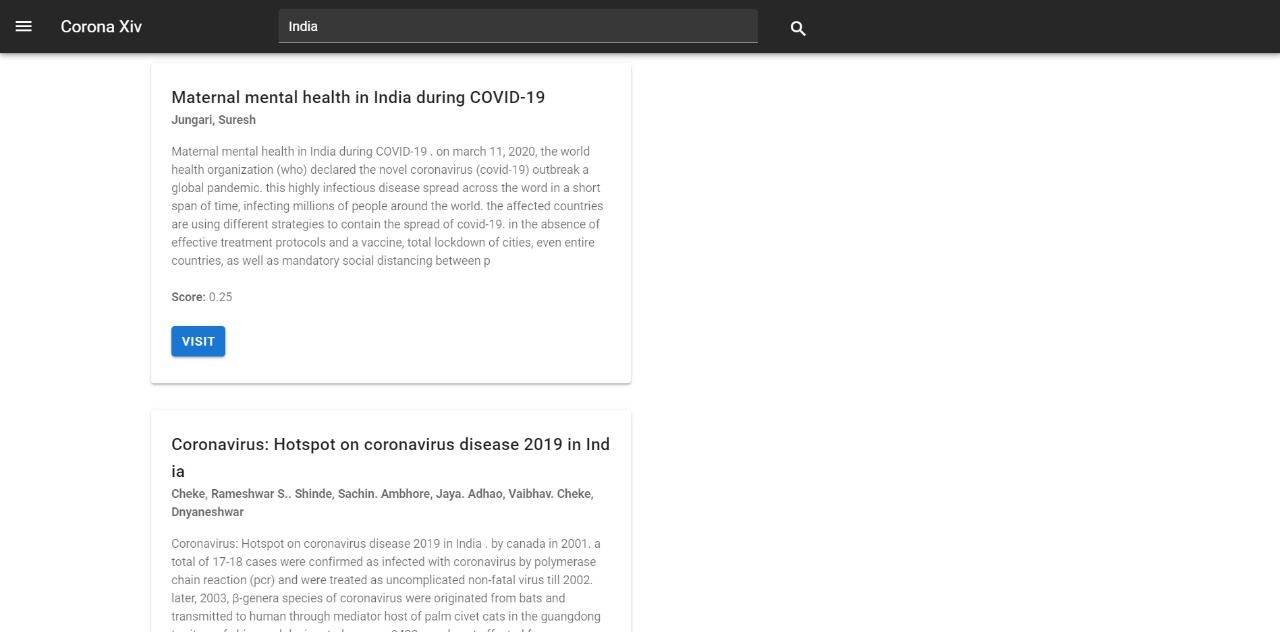 Corona Xiv
India
Maternal mental health in India during COVID-19
Jungari, Suresh
Maternal mental health in India during COVID-19 . on march 11, 2020, the world
health organization (who) declared the novel coronavirus (covid-19) outbreak a
global pandemic. this highly infectious disease spread across the word in a short
span of time, infecting millions of people around the world. the affected countries
are using different strategies to contain the spread of covid-19. in the absence of
effective treatment protocols and a vaccine, total lockdown of cities, even entire
countries, as well as mandatory social distancing between p
Score: 0.25
VISIT
Coronavirus: Hotspot on coronavirus disease 2019 in Ind
ia
Cheke, Rameshwar S.. Shinde, Sachin. Ambhore, Jaya. Adhao, Vaibhav. Cheke,
Dnyaneshwar
Coronavirus: Hotspot on coronavirus disease 2019 in India . by canada in 2001. a
total of 17-18 cases were confirmed as infected with coronavirus by polymerase
chain reaction (pcr) and were treated as uncomplicated non-fatal virus till 2002.
later, 2003, β-genera species of coronavirus were originated from bats and
transmitted to human through mediator host of palm civet cats in the guangdong